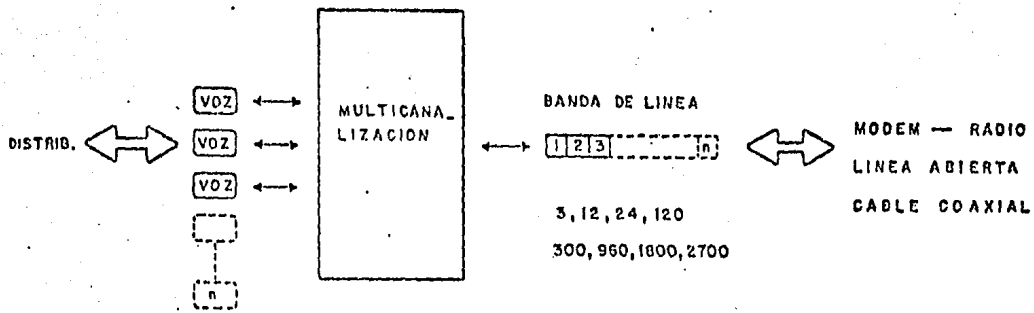 DISTRIB.
VOZ
VOZ
VOZ
n
MULTICANA_
LIZACION
BANDA DE LINEA
1 2 3 n
3, 12, 24, 120
300, 960, 1800, 2700
MODEM — RADIO
LINEA ABIERTA
CABLE COAXIAL